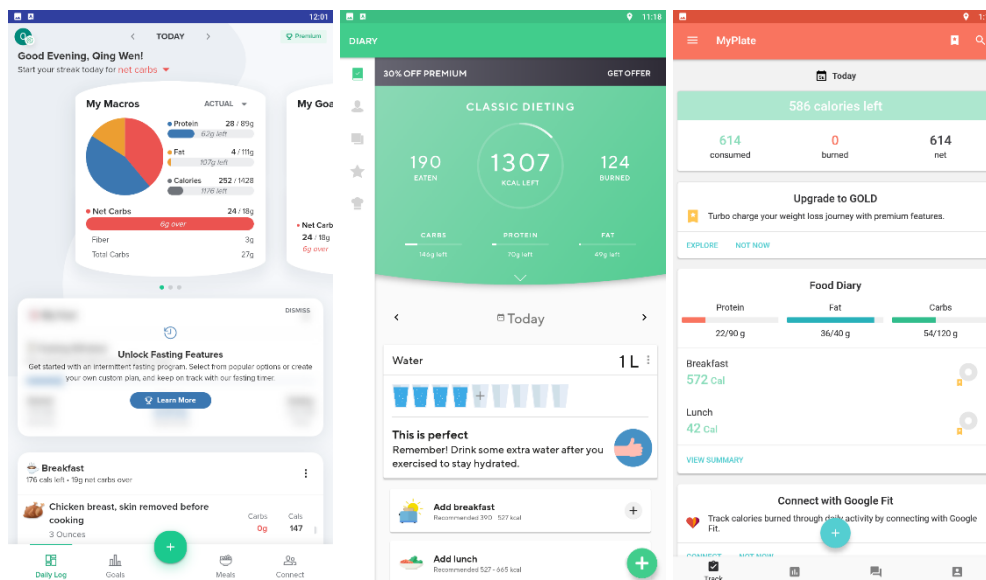 12:01
TODAY
Premium
Good Evening, Qing Wen!
Start your streak today for net carbs
My Macros
ACTUAL
Protein 28 / 89g
62g left
Fat 4 / 111g
107g left
Calories 252 / 1428
1176 left
Net Carbs 24 / 18g
6g over
Fiber 3g
Total Carbs 27g
My Goa
Net Carb
24 / 18g
6g over
DISMISS
Unlock Fasting Features
Get started with an intermittent fasting program. Select from popular options or create
your own custom plan, and keep on track with our fasting timer.
Learn More
Breakfast
176 cals left • 19g net carbs over
Chicken breast, skin removed before
cooking
3 Ounces
Carbs Cals
0g 147
+
Daily Log
Goals
Meals
Connect
11:18
DIARY
30% OFF PREMIUM
GET OFFER
CLASSIC DIETING
190
EATEN
1307
KCAL LEFT
124
BURNED
CARBS
PROTEIN
FAT
146g left
70g left
49g left
Today
Water
1 L
+
This is perfect
Remember! Drink some extra water after you
exercised to stay hydrated.
Add breakfast
Recommended 390 - 527 kcal
+
Add lunch
Recommended 527 - 665 kcal
+
MyPlate
Today
586 calories left
614
consumed
0
burned
614
net
Upgrade to GOLD
Turbo charge your weight loss journey with premium features.
EXPLORE
NOT NOW
Food Diary
Protein
Fat
Carbs
22/90 g
36/40 g
54/120 g
Breakfast
572 Cal
Lunch
42 Cal
VIEW SUMMARY
Connect with Google Fit
Track calories burned through daily activity by connecting with Google
Fit.
+
CONNECT
NOT NOW
Track